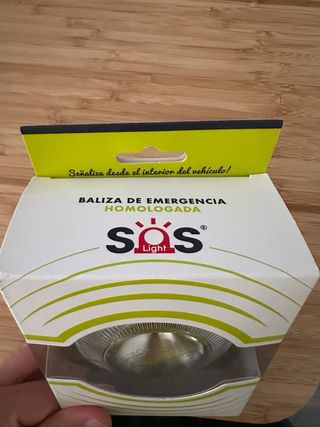 Señaliza desde el interior del vehículo!
BALIZA DE EMERGENCIA
HOMOLOGADA
SOS®
Light